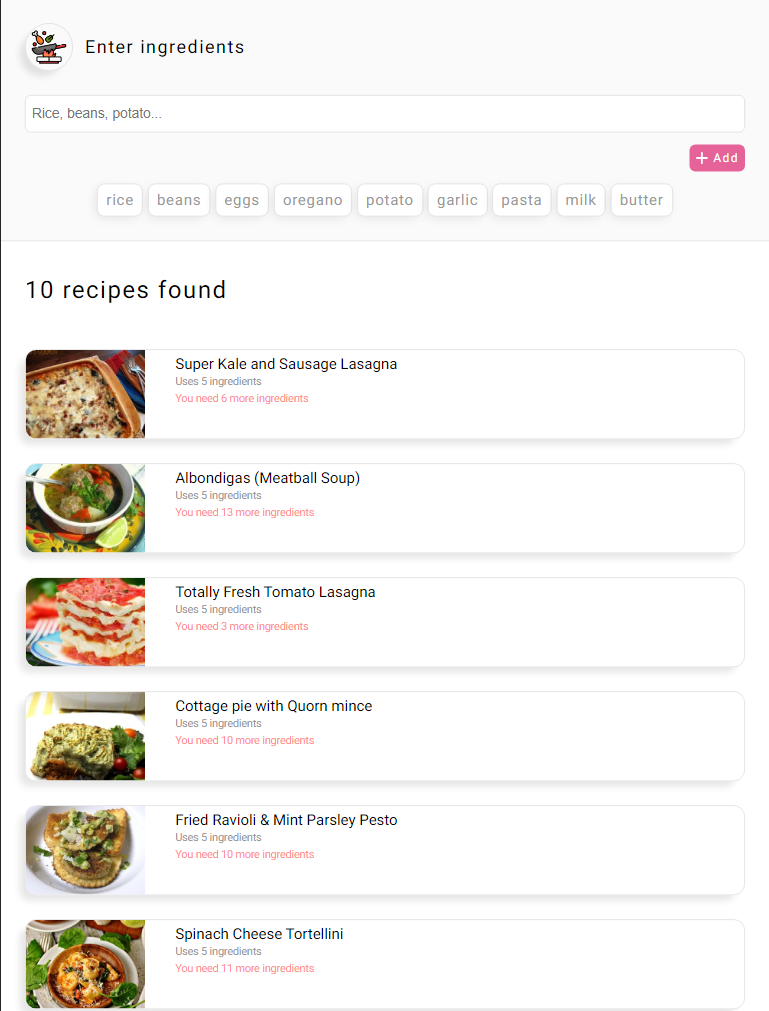 Enter ingredients
Rice, beans, potato...
+ Add
rice beans eggs oregano potato garlic pasta milk butter
10 recipes found
Super Kale and Sausage Lasagna
Uses 5 ingredients
You need 6 more ingredients
Albondigas (Meatball Soup)
Uses 5 ingredients
You need 13 more ingredients
Totally Fresh Tomato Lasagna
Uses 5 ingredients
You need 3 more ingredients
Cottage pie with Quorn mince
Uses 5 ingredients
You need 10 more ingredients
Fried Ravioli & Mint Parsley Pesto
Uses 5 ingredients
You need 10 more ingredients
Spinach Cheese Tortellini
Uses 5 ingredients
You need 11 more ingredients